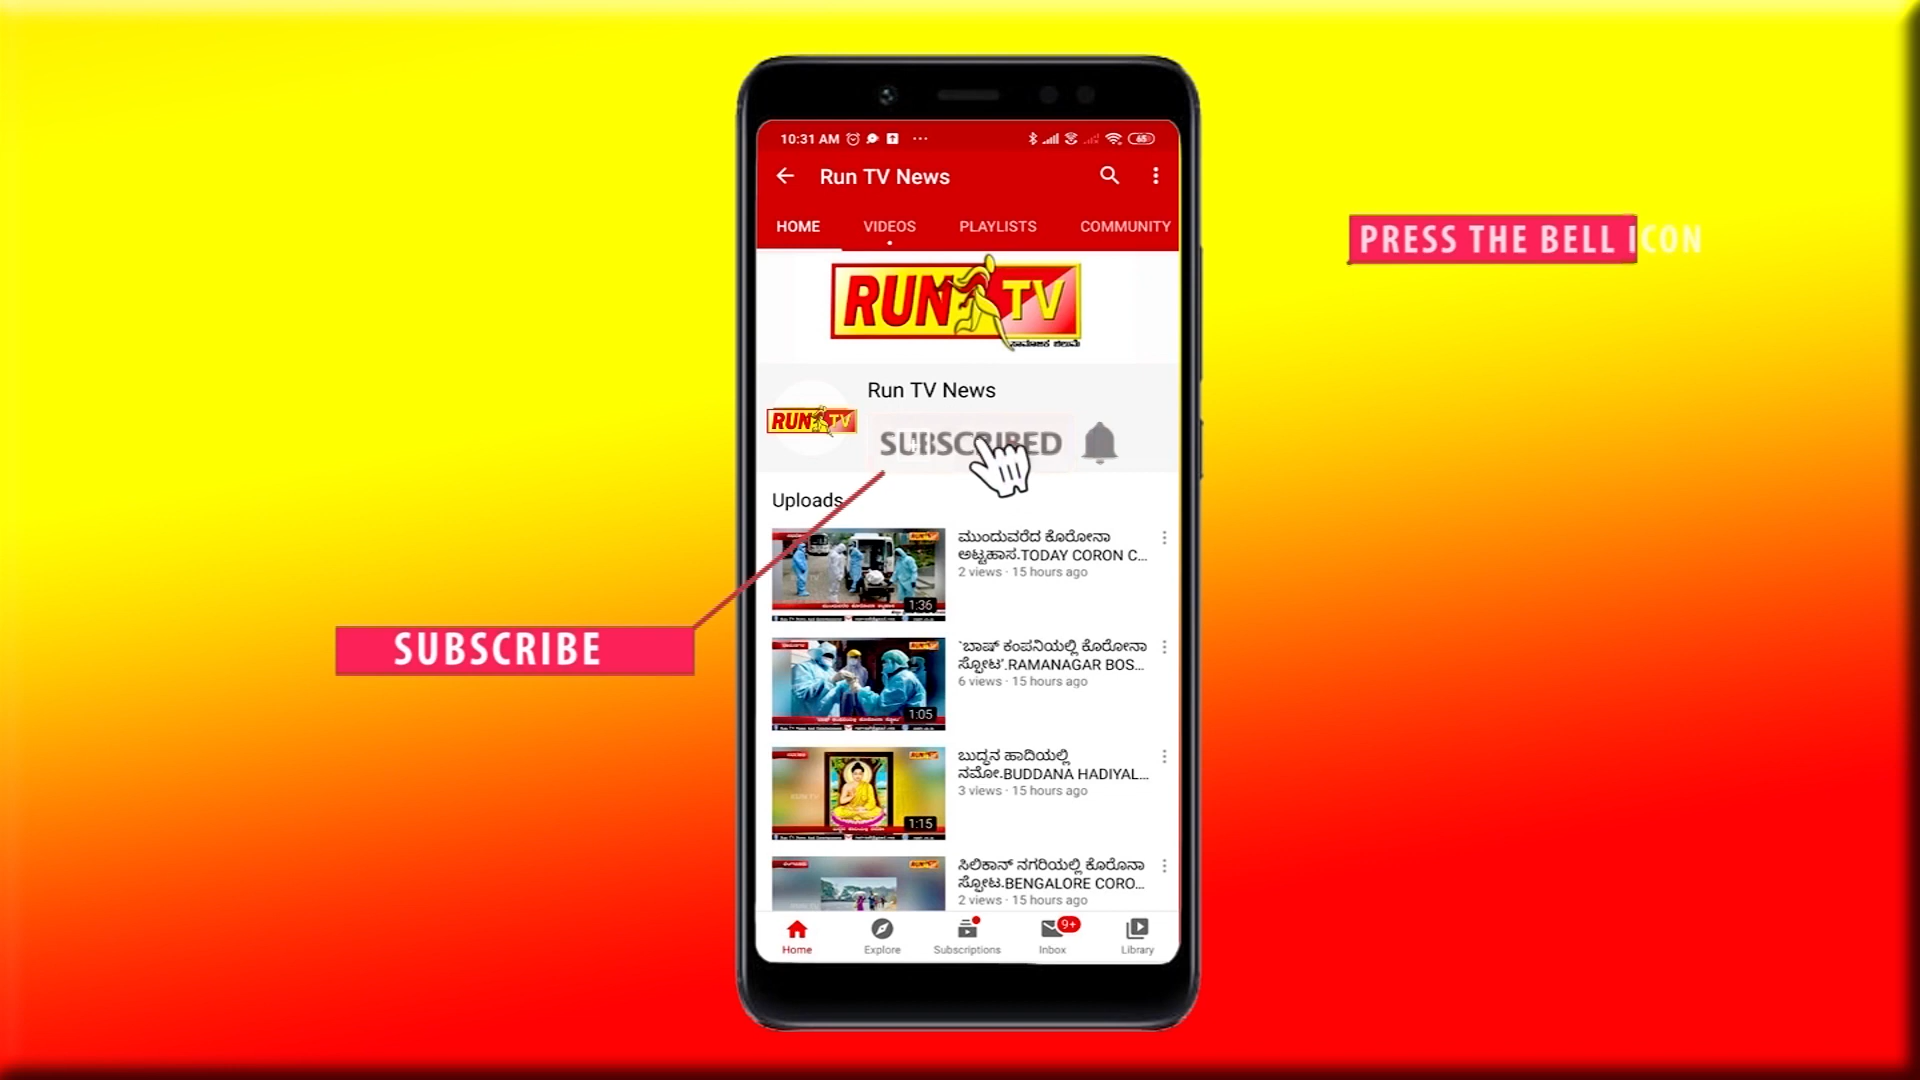 10:31 AM
65
Run TV News
HOME VIDEOS PLAYLISTS COMMUNITY
PRESS THE BELL ICON
RUN TV
Run TV News
RUN TV
SUBSCRIBED
Uploads
ಮುಂದುವರೆದ ಕೊರೋನಾ
ಅಟ್ಟಹಾಸ.TODAY CORON C...
2 views · 15 hours ago
1:36
SUBSCRIBE
`ಬಾಷ್ ಕಂಪನಿಯಲ್ಲಿ ಕೊರೋನಾ
ಸ್ಫೋಟ'.RAMANAGAR BOS...
6 views · 15 hours ago
1:05
ಬುದ್ಧನ ಹಾದಿಯಲ್ಲಿ
ನಮೋ.BUDDANA HADIYAL...
3 views · 15 hours ago
1:15
ಸಿಲಿಕಾನ್ ನಗರಿಯಲ್ಲಿ ಕೊರೊನಾ
ಸ್ಫೋಟ.BENGALORE CORO...
2 views · 15 hours ago
9+
Home Explore Subscriptions Inbox Library